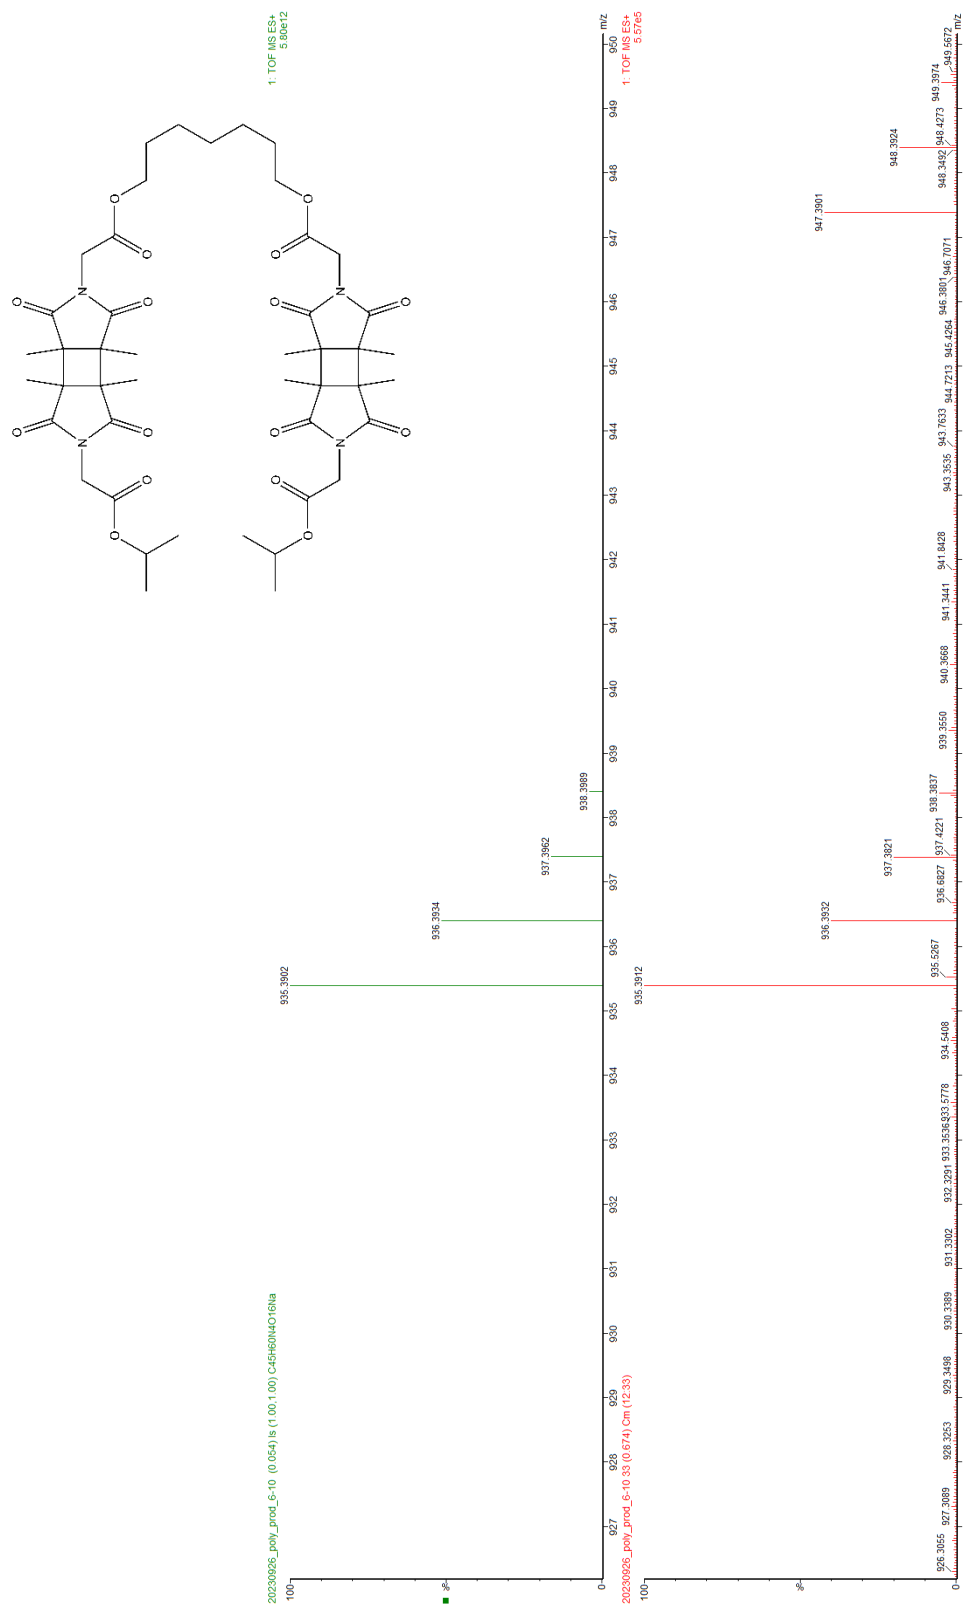 O O
N N
O O
O O O O
O O O O
O O
N N
O O
20230926_poly_prod_6-10 (0.054) Is (1.00,1.00) C45H60N4O16Na
1: TOF MS ES+
5.80e12
100
%
0
935.3902
936.3934
937.3962
938.3989
927 928 929 930 931 932 933 934 935 936 937 938 939 940 941 942 943 944 945 946 947 948 949 950
m/z
20230926_poly_prod_6-10 33 (0.674) Cm (12:33)
1: TOF MS ES+
5.57e5
100
%
0
926.3055
927.3089
928.3253
929.3498
930.3389
931.3302
932.3291
933.3536
933.5778
934.5408
935.3912
935.5267
936.3932
936.6827
937.3821
937.4221
938.3837
939.3550
940.3668
941.3441
941.8428
943.3535
943.7633
944.7213
945.4264
946.3801
946.7071
947.3901
948.3492
948.3924
948.4273
949.3974
949.5672
m/z